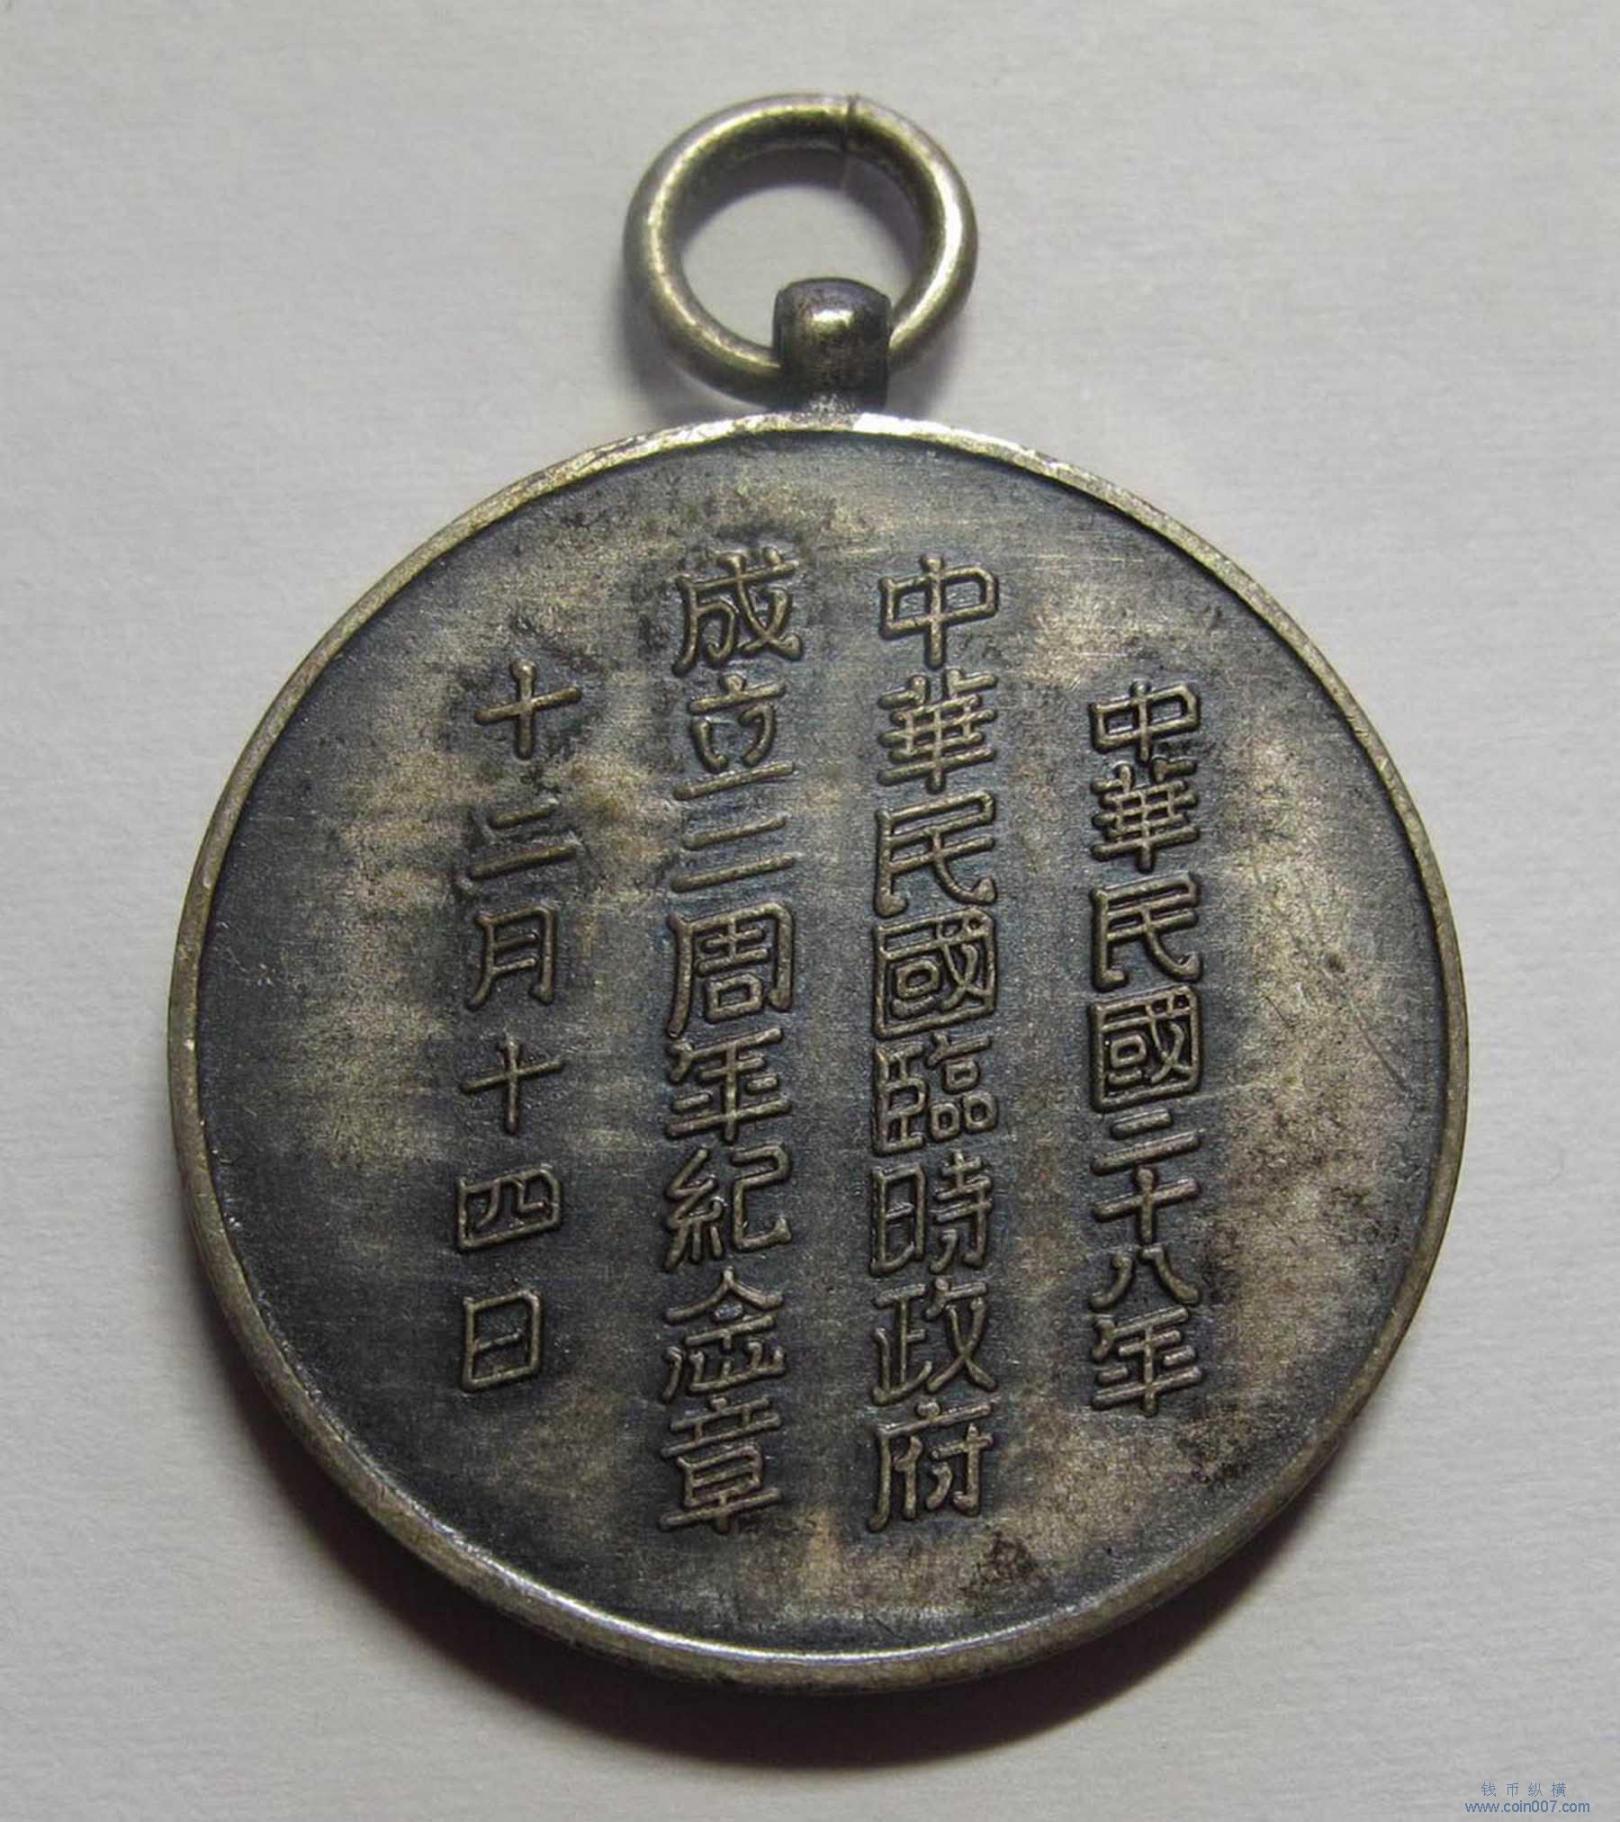 中華民國二十八年
中華民國臨時政府
成立二周年紀念章
十二月十四日
钱币纵横
www.coin007.com